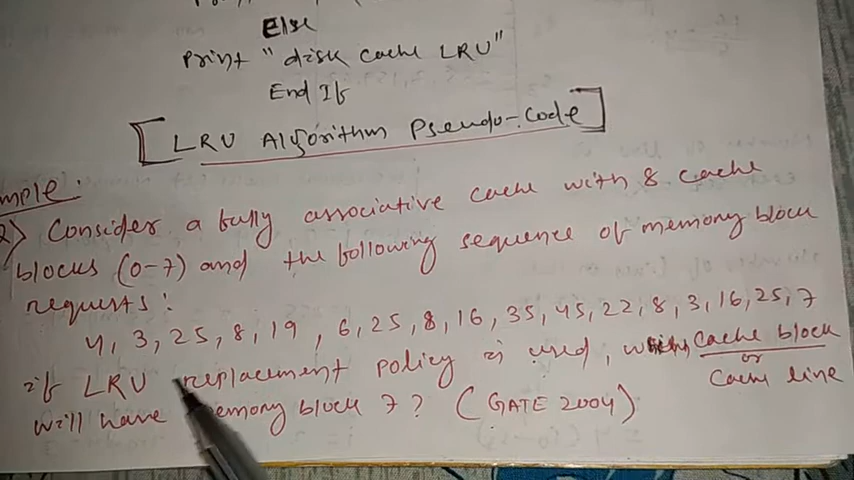 Else
Print "disk cache LRU"
End If
[LRU Algorithm Pseudo-Code]
mple:
2) Consider a fully associative cache with 8 cache
blocks (0-7) and the following sequence of memory block
requests:
4, 3, 25, 8, 19, 6, 25, 8, 16, 35, 45, 22, 8, 3, 16, 25, 7
if LRU replacement policy is used, which cache block
or
cache line
will have memory block 7? (GATE 2004)